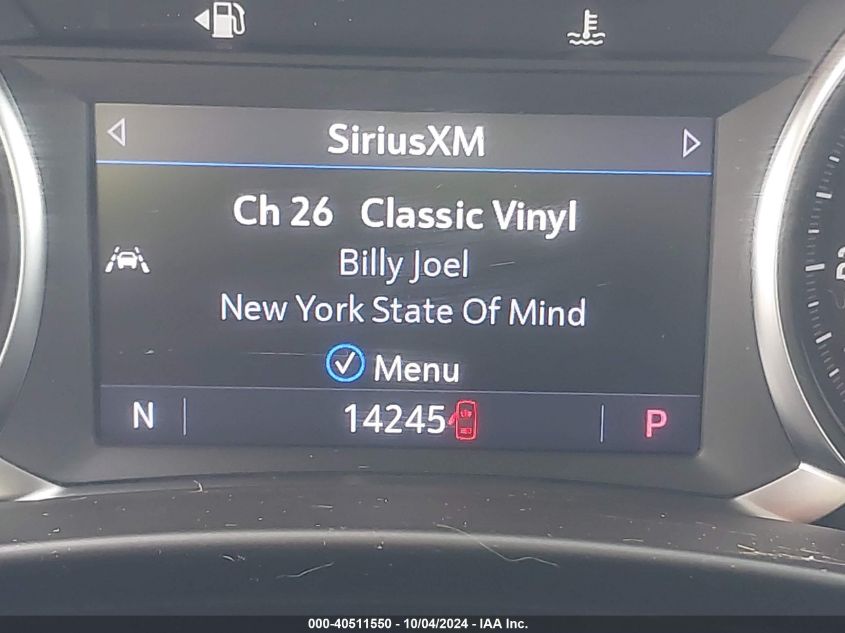 SiriusXM
Ch 26 Classic Vinyl
Billy Joel
New York State Of Mind
Menu
N 14245 P
000-40511550 - 10/04/2024 - IAA Inc.